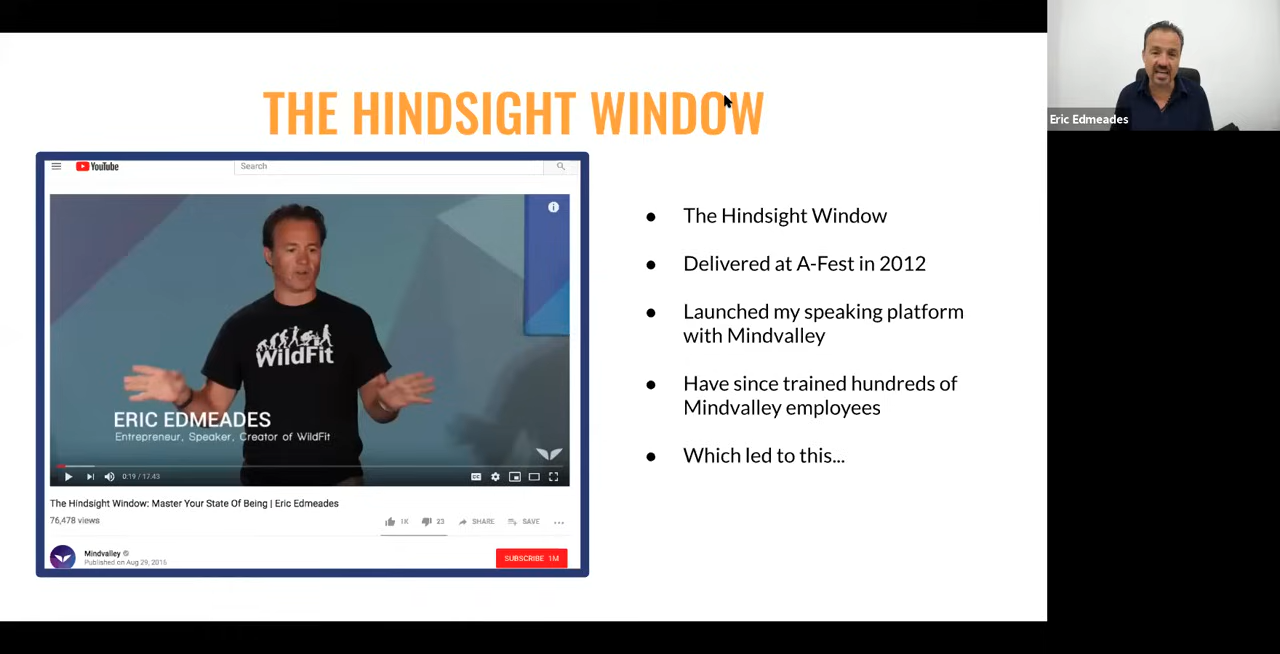 THE HINDSIGHT WINDOW
Eric Edmeades
YouTube
Search
WildFit
ERIC EDMEADES
Entrepreneur, Speaker, Creator of WildFit
0:19 / 17:43
The Hindsight Window: Master Your State Of Being | Eric Edmeades
76,478 views
1K 23 SHARE SAVE ...
Mindvalley
Published on Aug 29, 2016
SUBSCRIBE 1M
● The Hindsight Window
● Delivered at A-Fest in 2012
● Launched my speaking platform
with Mindvalley
● Have since trained hundreds of
Mindvalley employees
● Which led to this...